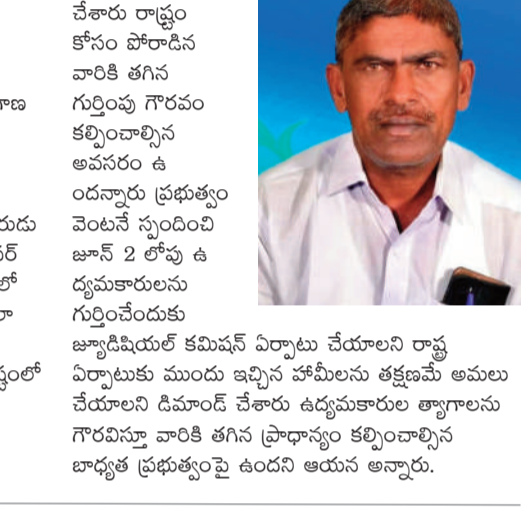 చేశారు రాష్ట్రం
కోసం పోరాడిన
వారికి తగిన
గుర్తింపు గౌరవం
కల్పించాల్సిన
అవసరం ఉ
ందన్నారు ప్రభుత్వం
వెంటనే స్పందించి
జూన్ 2 లోపు ఉ
ద్యమకారులను
గుర్తించేందుకు
జ్యూడిషియల్ కమిషన్ ఏర్పాటు చేయాలని రాష్ట్ర
ఏర్పాటుకు ముందు ఇచ్చిన హామీలను తక్షణమే అమలు
చేయాలని డిమాండ్ చేశారు ఉద్యమకారుల త్యాగాలను
గౌరవిస్తూ వారికి తగిన ప్రాధాన్యం కల్పించాల్సిన
బాధ్యత ప్రభుత్వంపై ఉందని ఆయన అన్నారు.